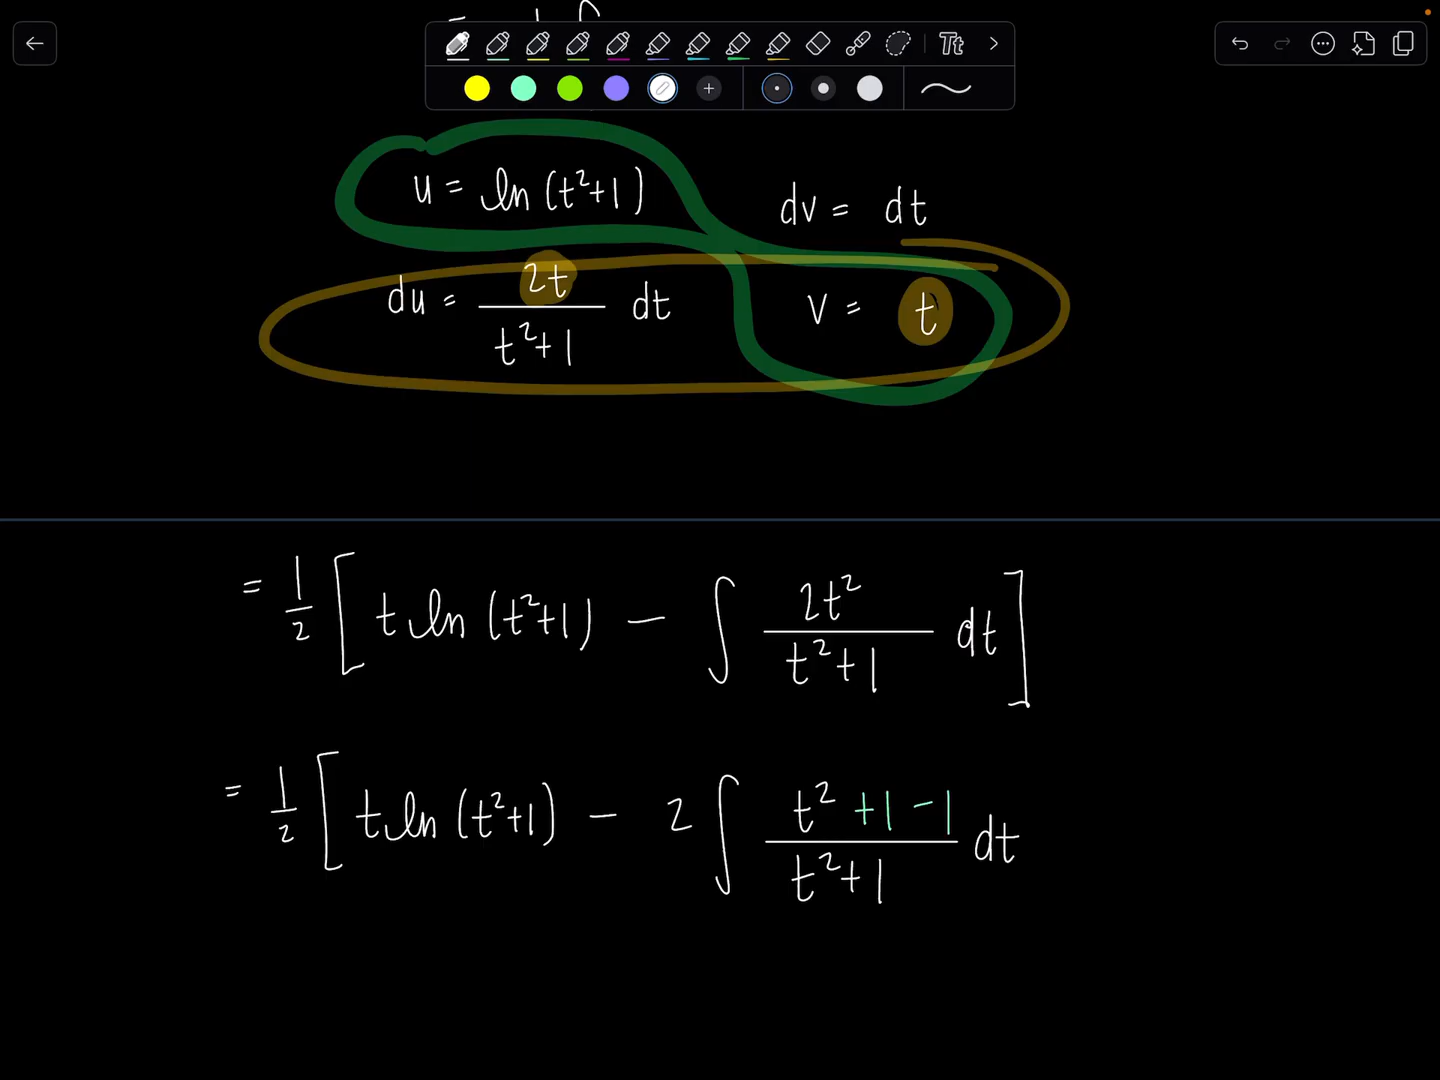 Tt
u = ln (t²+1)
dv = dt
du = 2t / t²+1 dt
v = t
= 1/2 [ t ln (t²+1) − ∫ 2t² / t²+1 dt ]
= 1/2 [ t ln (t²+1) − 2 ∫ t² +1 −1 / t²+1 dt